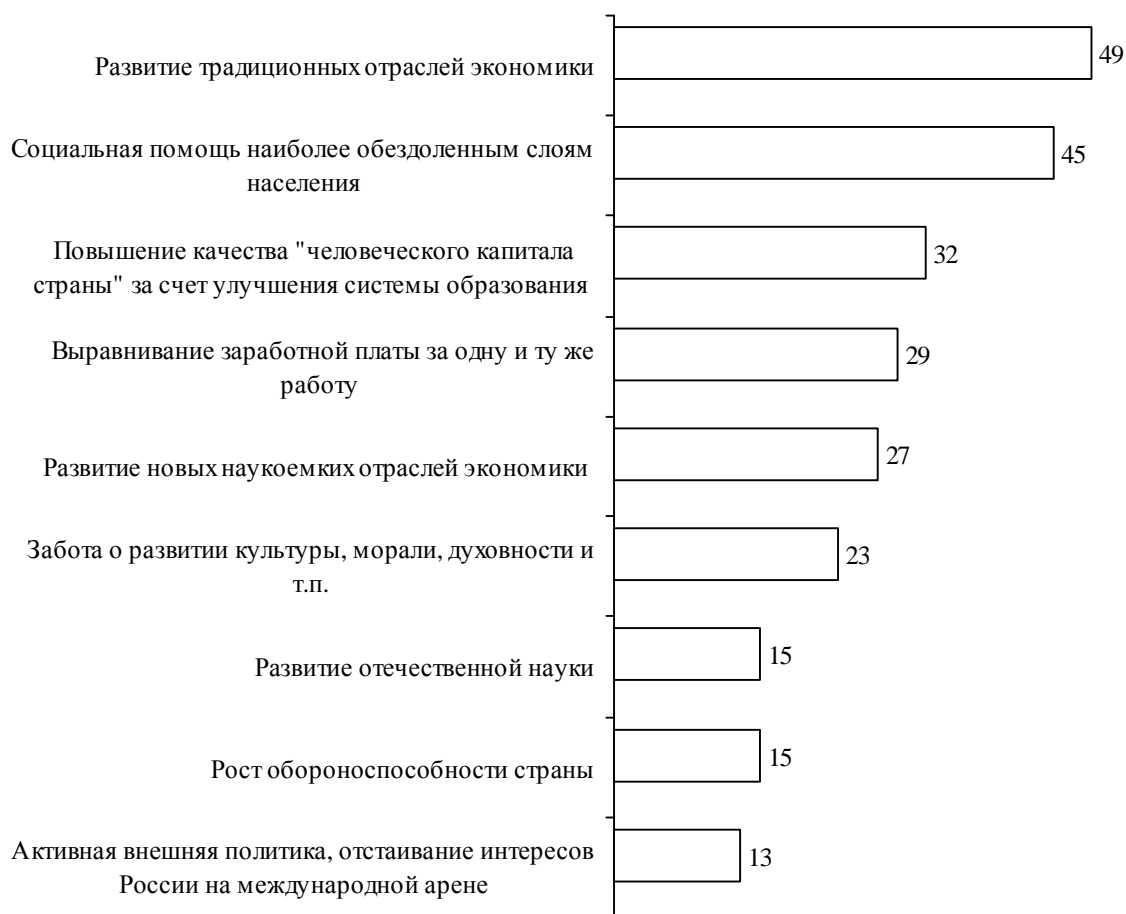 Развитие традиционных отраслей экономики
49
Социальная помощь наиболее обездоленным слоям
населения
45
Повышение качества "человеческого капитала
страны" за счет улучшения системы образования
32
Выравнивание заработной платы за одну и ту же
работу
29
Развитие новых наукоемких отраслей экономики
27
Забота о развитии культуры, морали, духовности и
т.п.
23
Развитие отечественной науки
15
Рост обороноспособности страны
15
Активная внешняя политика, отстаивание интересов
России на международной арене
13